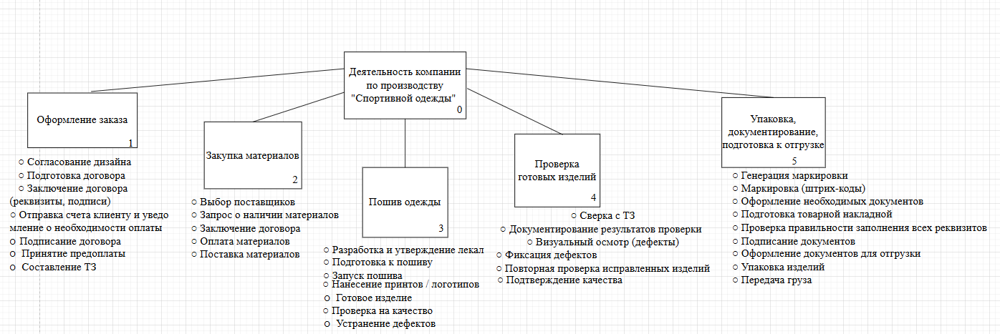 Деятельность компании
по производству
"Спортивной одежды"
0
Оформление заказа
1
○ Согласование дизайна
○ Подготовка договора
○ Заключение договора
(реквизиты, подписи)
○ Отправка счета клиенту и уведо
мление о необходимости оплаты
o Подписание договора
o Принятие предоплаты
o Составление ТЗ
Закупка материалов
2
○ Выбор поставщиков
○ Запрос о наличии материалов
○ Заключение договора
○ Оплата материалов
○ Поставка материалов
Пошив одежды
3
○ Разработка и утверждение лекал
○ Подготовка к пошиву
○ Запуск пошива
○ Нанесение принтов / логотипов
o Готовое изделие
○ Проверка на качество
o Устранение дефектов
Проверка
готовых изделий
4
○ Сверка с ТЗ
○ Документирование результатов проверки
○ Визуальный осмотр (дефекты)
○ Фиксация дефектов
○ Повторная проверка исправленных изделий
○ Подтверждение качества
Упаковка,
документирование,
подготовка к отгрузке
5
○ Генерация маркировки
○ Маркировка (штрих-коды)
○ Оформление необходимых документов
○ Подготовка товарной накладной
○ Проверка правильности заполнения всех реквизитов
○ Подписание документов
○ Оформление документов для отгрузки
○ Упаковка изделий
○ Передача груза